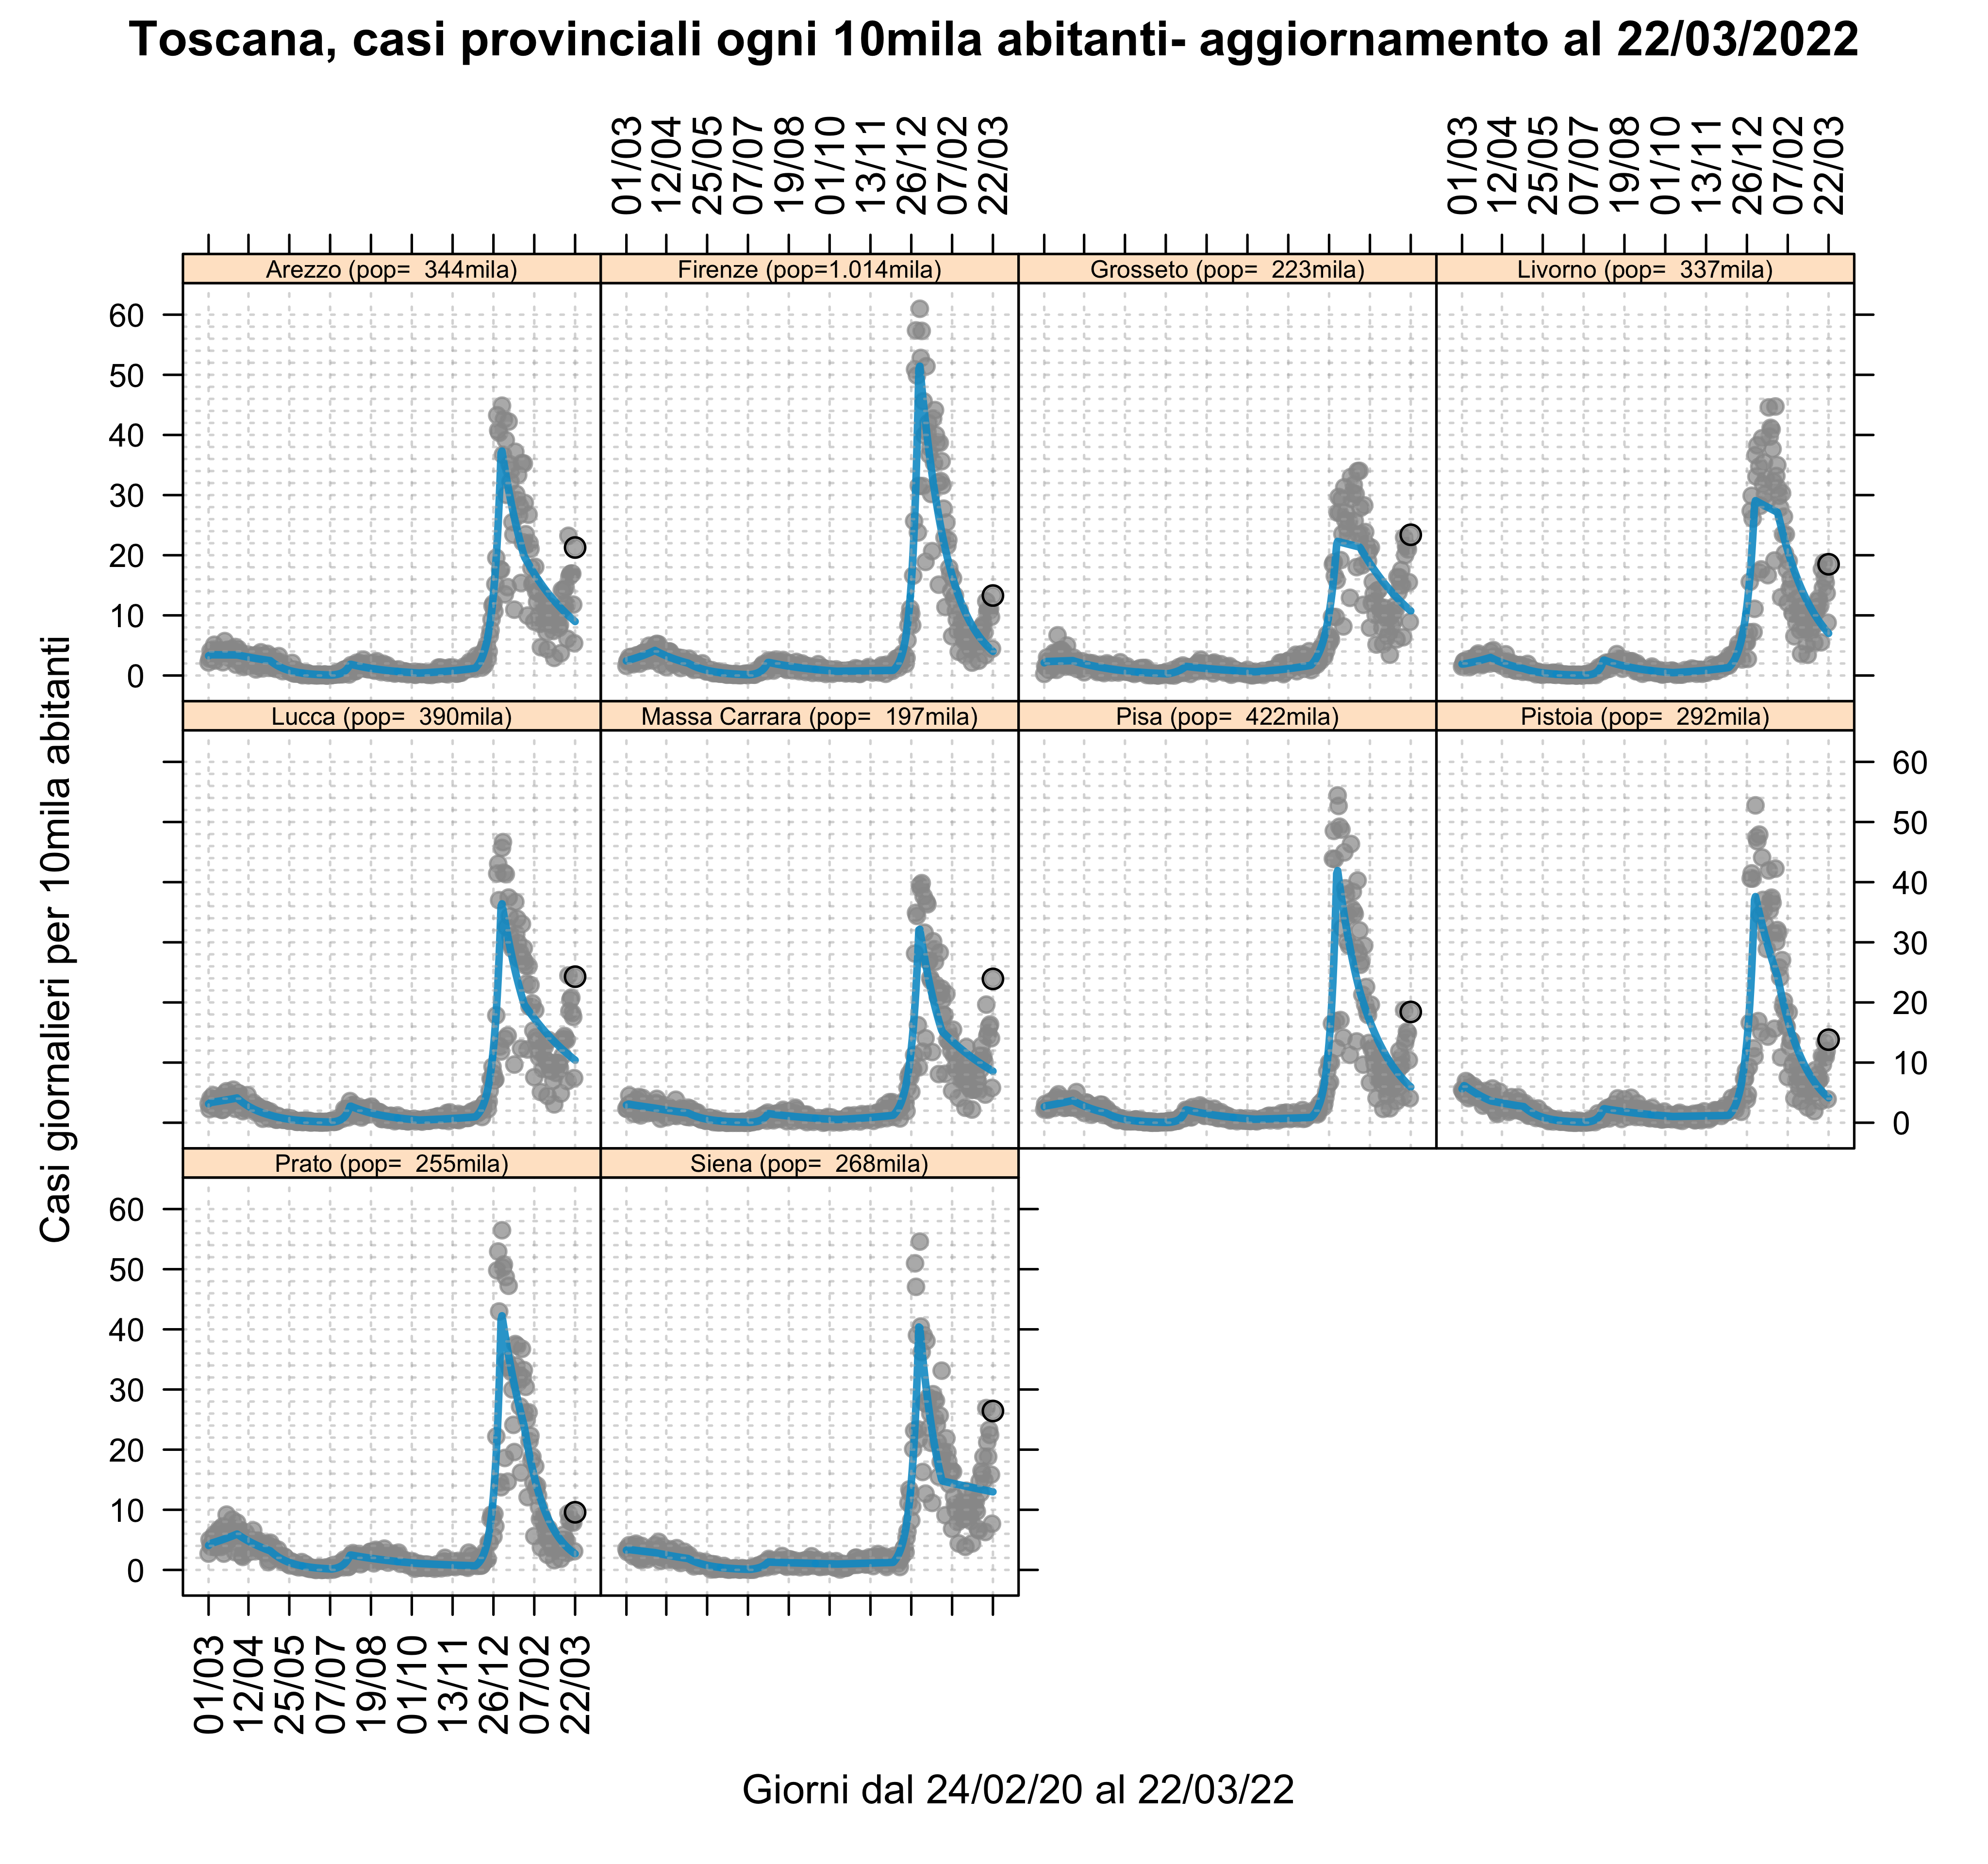 Toscana, casi provinciali ogni 10mila abitanti- aggiornamento al 22/03/2022
01/03 12/04 25/05 07/07 19/08 01/10 13/11 26/12 07/02 22/03
01/03 12/04 25/05 07/07 19/08 01/10 13/11 26/12 07/02 22/03
Arezzo (pop= 344mila)
Firenze (pop=1.014mila)
Grosseto (pop= 223mila)
Livorno (pop= 337mila)
60
50
40
30
20
10
0
Lucca (pop= 390mila)
Massa Carrara (pop= 197mila)
Pisa (pop= 422mila)
Pistoia (pop= 292mila)
60
50
40
30
20
10
0
Prato (pop= 255mila)
Siena (pop= 268mila)
60
50
40
30
20
10
0
01/03 12/04 25/05 07/07 19/08 01/10 13/11 26/12 07/02 22/03
Casi giornalieri per 10mila abitanti
Giorni dal 24/02/20 al 22/03/22